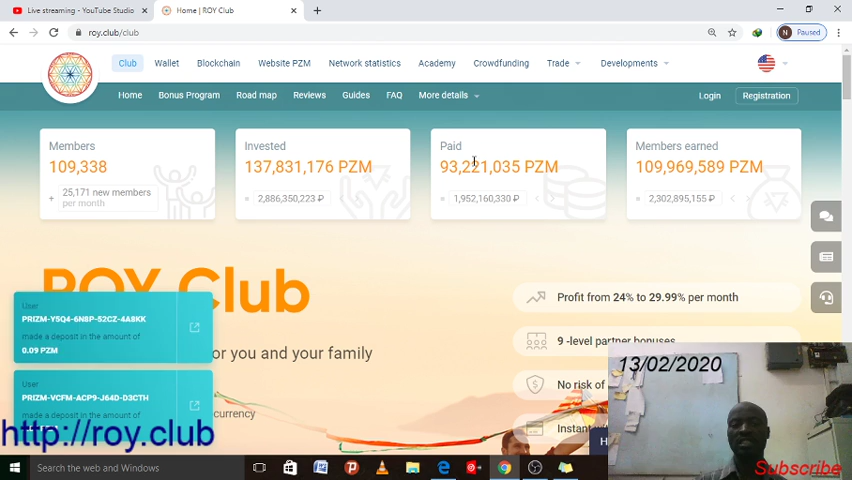 Live streaming - YouTube Studio
Home | ROY Club
roy.club/club
N Paused
Club Wallet Blockchain Website PZM Network statistics Academy Crowdfunding Trade Developments
Home Bonus Program Road map Reviews Guides FAQ More details Login Registration
Members
109,338
+ 25,171 new members
per month
Invested
137,831,176 PZM
= 2,886,350,223 ₽
Paid
93,221,035 PZM
= 1,952,160,330 ₽
Members earned
109,969,589 PZM
= 2,302,895,155 ₽
ROY Club
or you and your family
currency
Profit from 24% to 29.99% per month
9 -level partner bonuses
No risk of
Instant
H
User
PRIZM-Y5Q4-6N8P-52CZ-4A8KK
made a deposit in the amount of
0.09 PZM
User
PRIZM-VCFM-ACP9-J64D-D3CTH
made a deposit in the amount of
http://roy.club
13/02/2020
Subscribe
Search the web and Windows